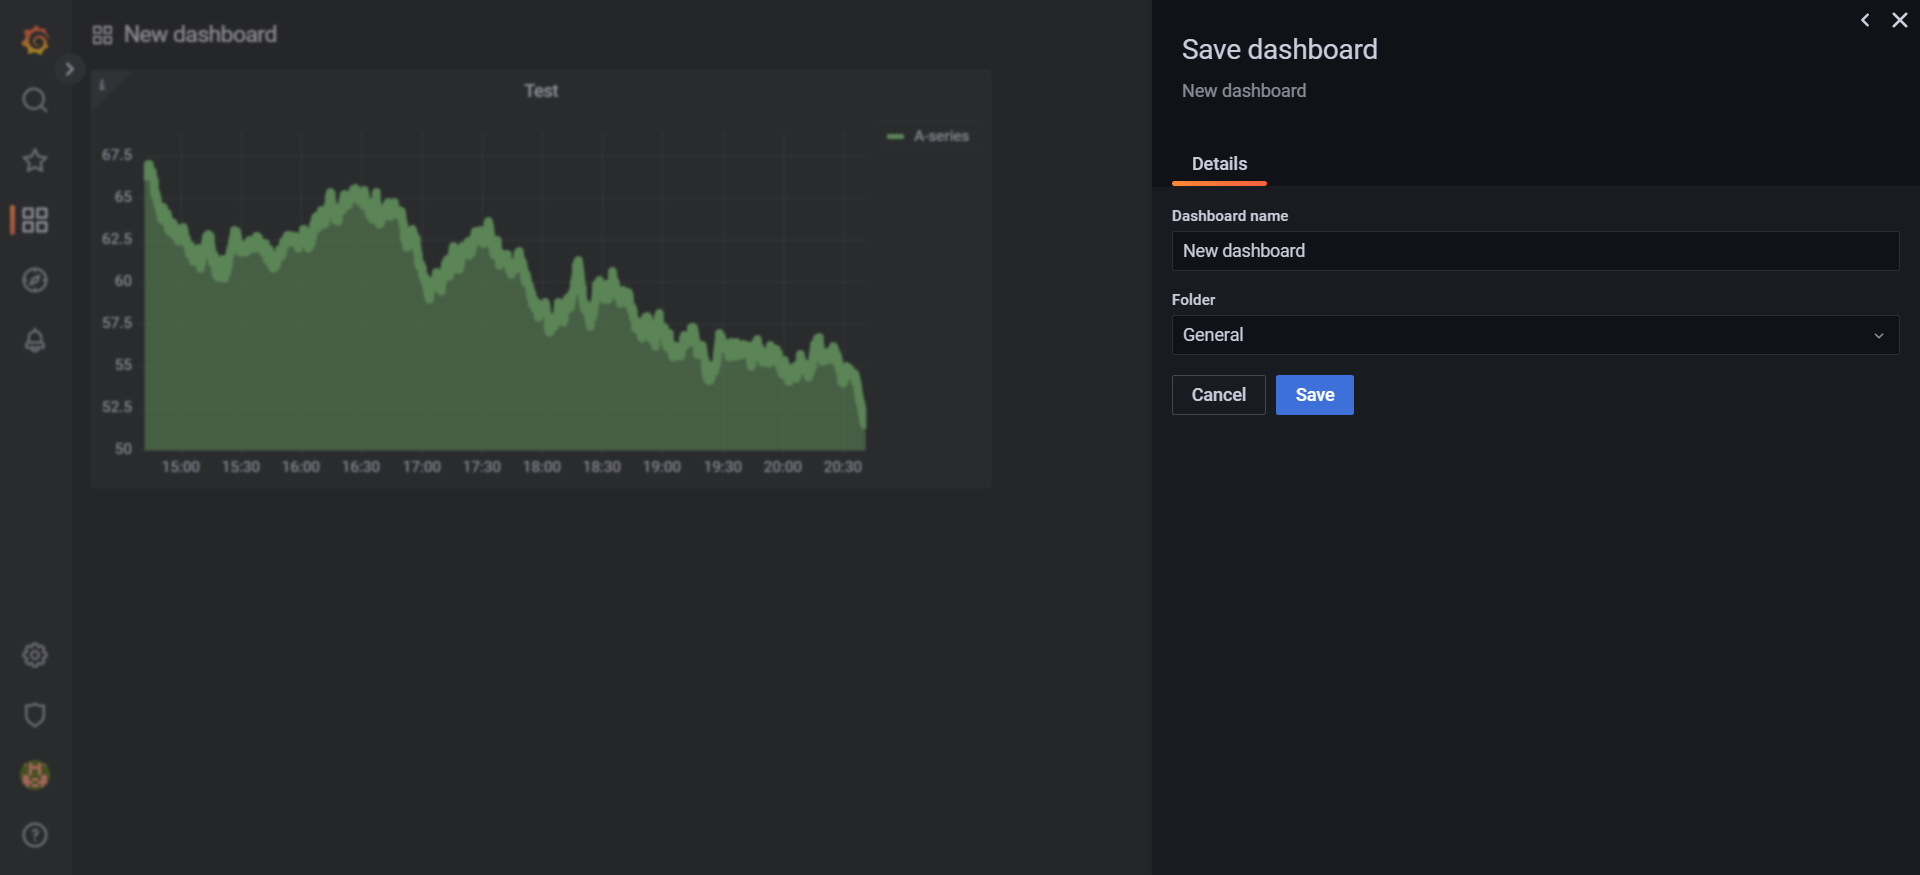 New dashboard
i
Test
A-series
67.5
65
62.5
60
57.5
55
52.5
50
15:00 15:30 16:00 16:30 17:00 17:30 18:00 18:30 19:00 19:30 20:00 20:30
Save dashboard
New dashboard
Details
Dashboard name
New dashboard
Folder
General
Cancel Save